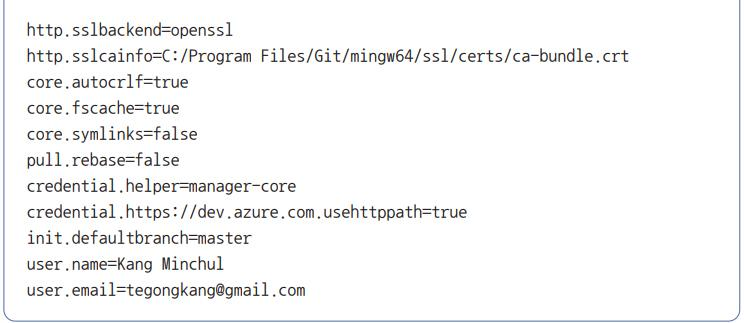 http.sslbackend=openssl
http.sslcainfo=C:/Program Files/Git/mingw64/ssl/certs/ca-bundle.crt
core.autocrlf=true
core.fscache=true
core.symlinks=false
pull.rebase=false
credential.helper=manager-core
credential.https://dev.azure.com.usehttppath=true
init.defaultbranch=master
user.name=Kang Minchul
user.email=tegongkang@gmail.com